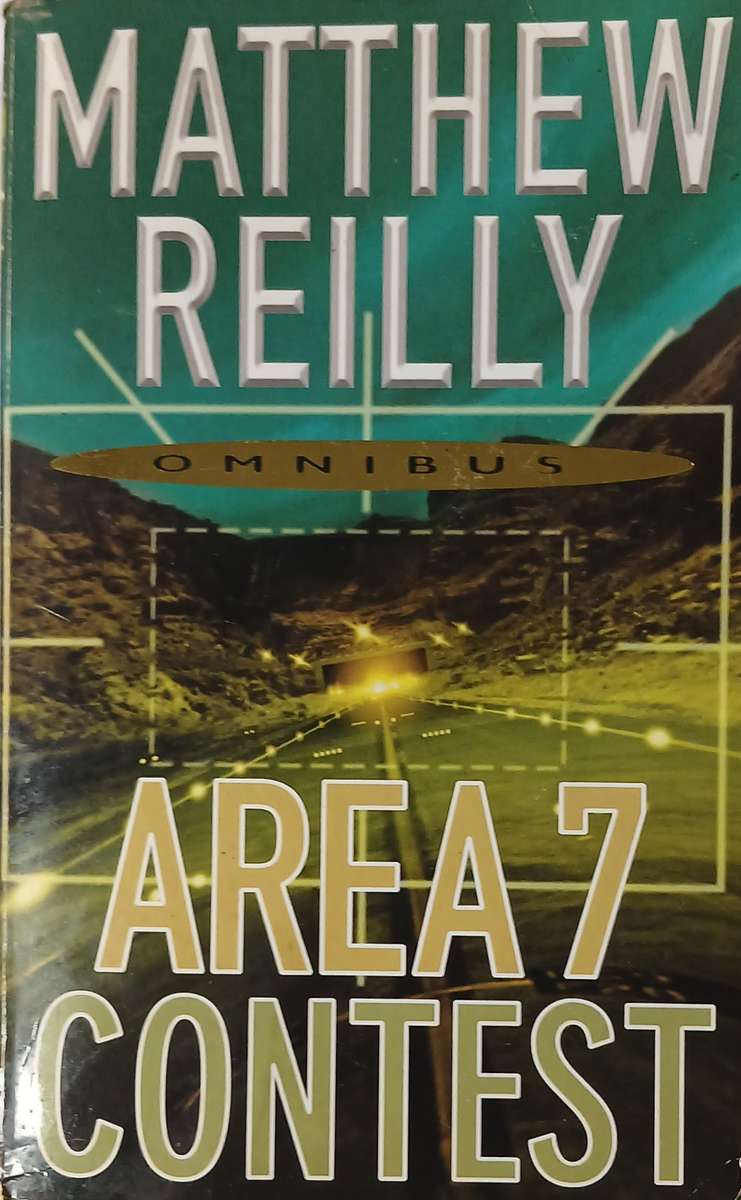 MATTHEW
REILLY
OMNIBUS
AREA 7
CONTEST